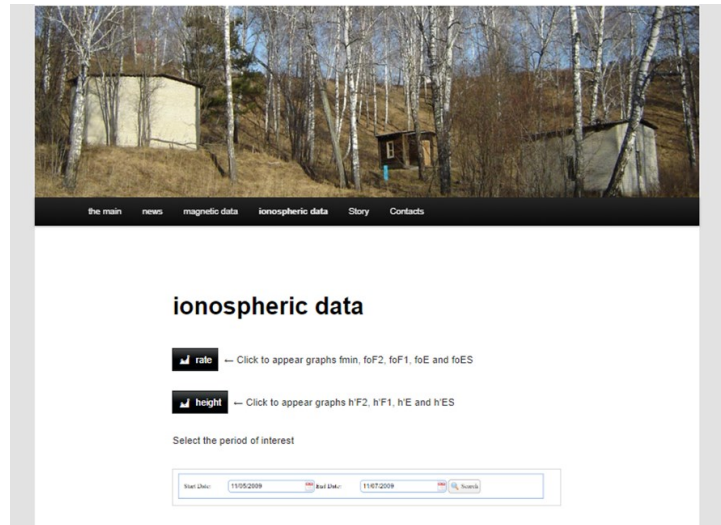 the main news magnetic data ionospheric data Story Contacts
ionospheric data
rate ← Click to appear graphs fmin, foF2, foF1, foE and foES
height ← Click to appear graphs h'F2, h'F1, h'E and h'ES
Select the period of interest
Start Date: 11/05/2009 End Date: 11/07/2009 Search